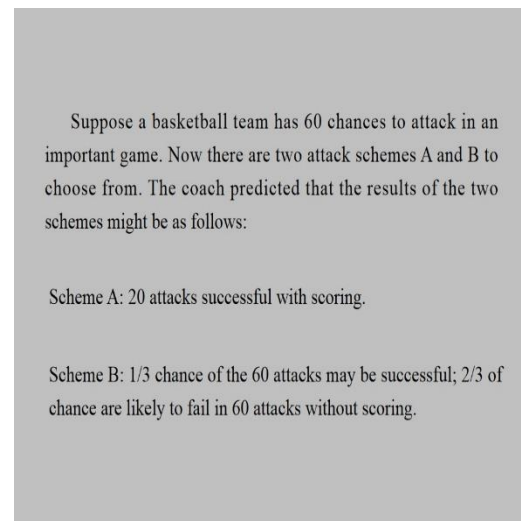 Suppose a basketball team has 60 chances to attack in an
important game. Now there are two attack schemes A and B to
choose from. The coach predicted that the results of the two
schemes might be as follows:
Scheme A: 20 attacks successful with scoring.
Scheme B: 1/3 chance of the 60 attacks may be successful; 2/3 of
chance are likely to fail in 60 attacks without scoring.